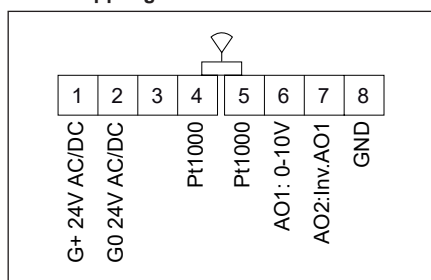 1 2 3 4 5 6 7 8
G+ 24V AC/DC
G0 24V AC/DC
Pt1000
Pt1000
AO1: 0-10V
AO2:Inv.AO1
GND